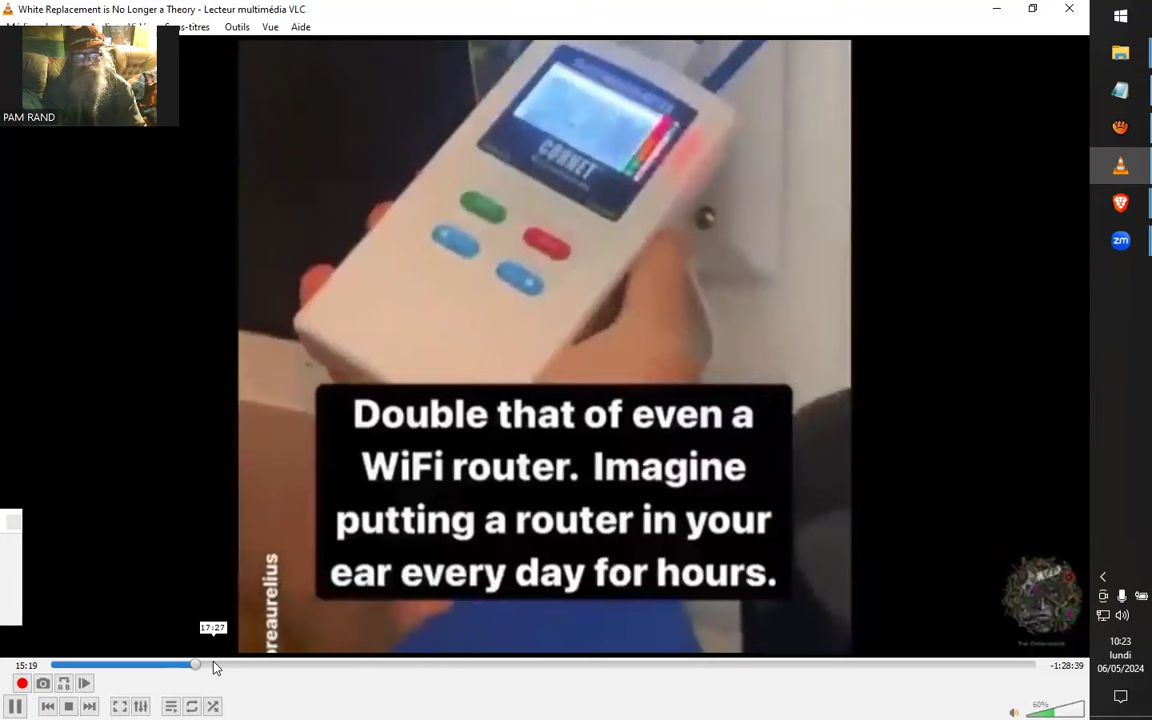 White Replacement is No Longer a Theory - Lecteur multimédia VLC
Outils Vue Aide
PAM RAND
CORNET
Double that of even a
WiFi router. Imagine
putting a router in your
ear every day for hours.
reaurelius
17:27
15:19
-1:28:39
60%
zm
10:23
lundi
06/05/2024